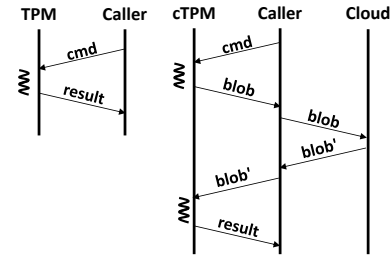 TPM Caller cTPM Caller Cloud
cmd
result
cmd
blob
blob
blob'
blob'
result